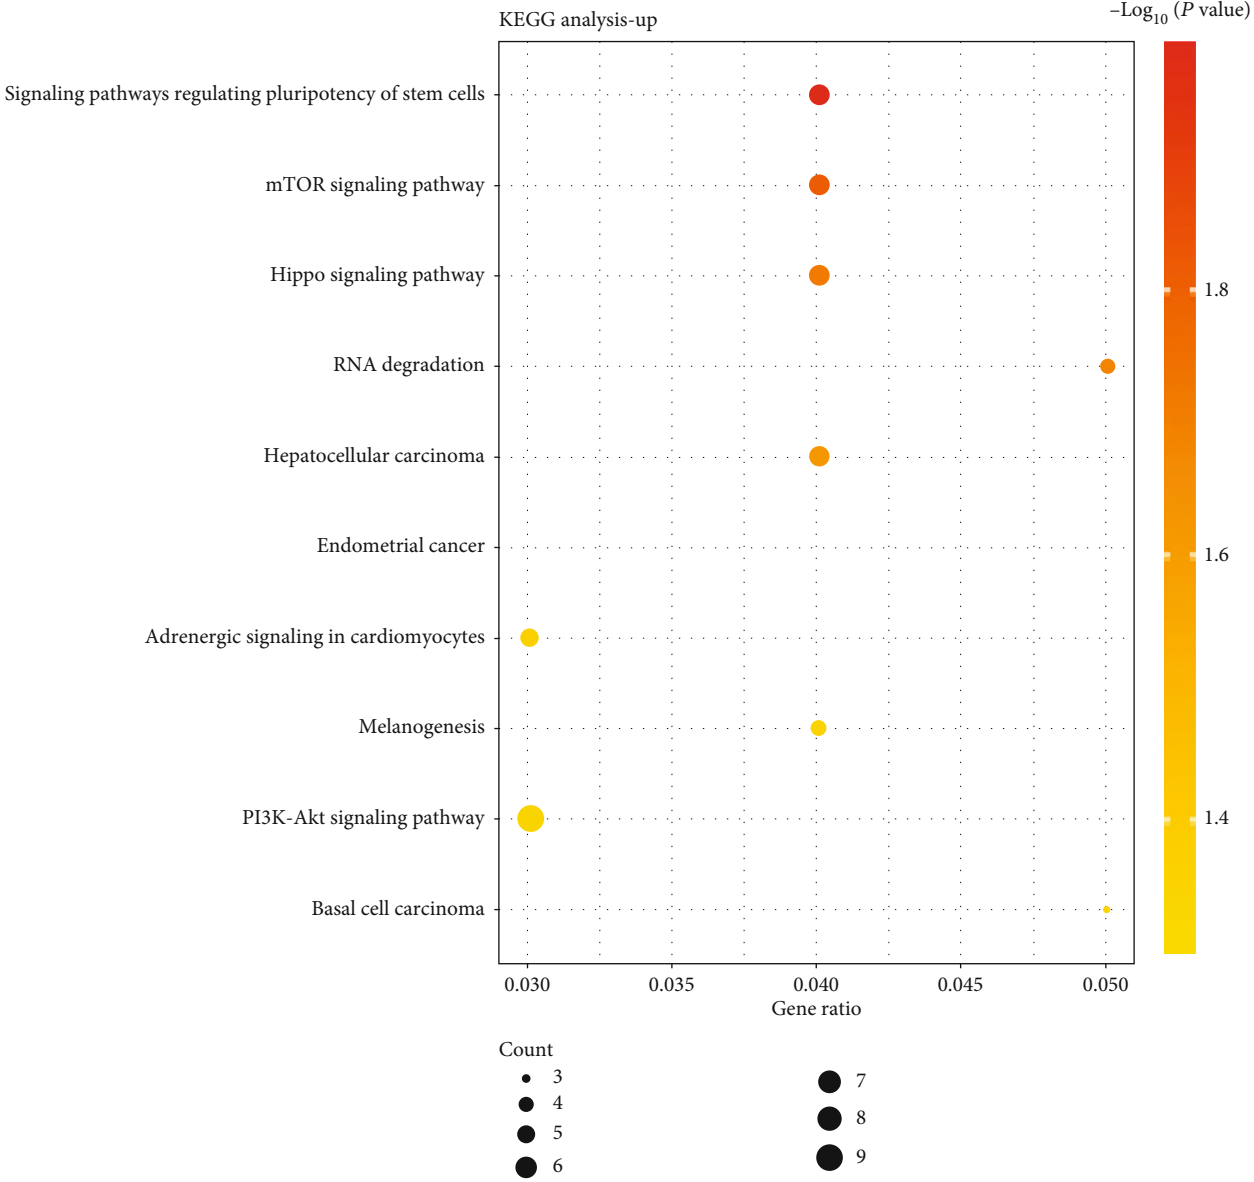 KEGG analysis-up
–Log10 (P value)
Signaling pathways regulating pluripotency of stem cells
mTOR signaling pathway
Hippo signaling pathway
RNA degradation
Hepatocellular carcinoma
Endometrial cancer
Adrenergic signaling in cardiomyocytes
Melanogenesis
PI3K-Akt signaling pathway
Basal cell carcinoma
1.8
1.6
1.4
0.030 0.035 0.040 0.045 0.050
Gene ratio
Count
3
4
5
6
7
8
9